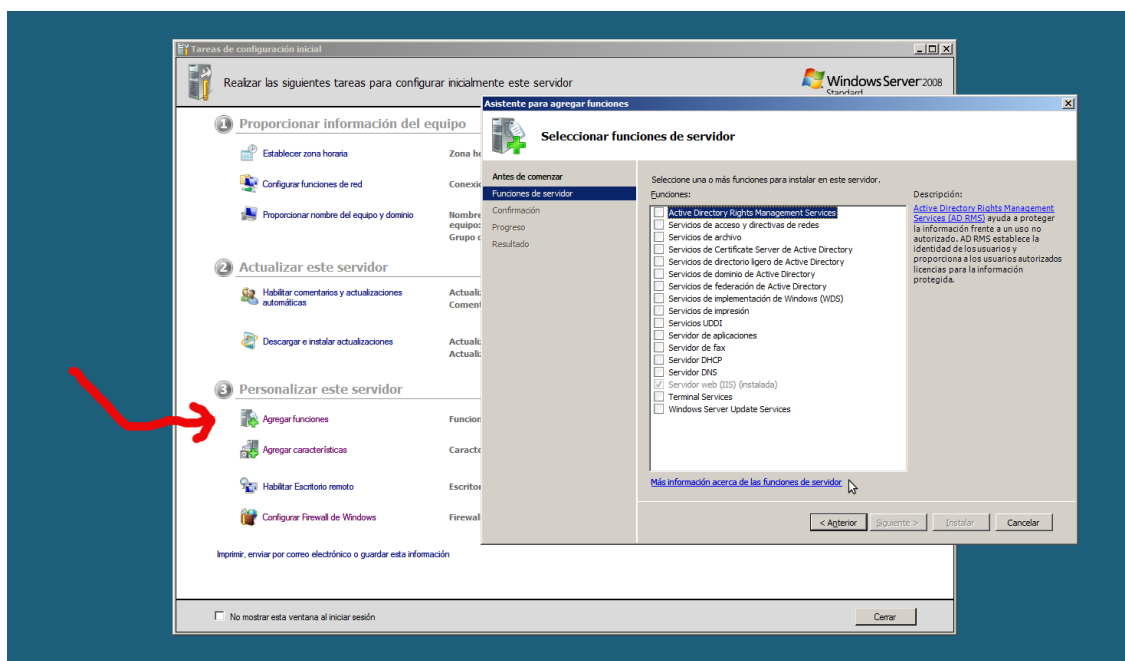 Tareas de configuración inicial
Realizar las siguientes tareas para configurar inicialmente este servidor
Windows Server 2008
Standard
1 Proporcionar información del equipo
Establecer zona horaria
Zona h
Configurar funciones de red
Conexi
Proporcionar nombre del equipo y dominio
Nombre
equipo:
Grupo
2 Actualizar este servidor
Habilitar comentarios y actualizaciones
automáticas
Actuali
Coment
Descargar e instalar actualizaciones
Actuali
Actuali
3 Personalizar este servidor
Agregar funciones
Funcion
Agregar características
Caracte
Habilitar Escritorio remoto
Escritor
Configurar Firewall de Windows
Firewal
Imprimir, enviar por correo electrónico o guardar esta información
No mostrar esta ventana al iniciar sesión
Cerrar
Asistente para agregar funciones
Seleccionar funciones de servidor
Antes de comenzar
Funciones de servidor
Confirmación
Progreso
Resultado
Seleccione una o más funciones para instalar en este servidor.
Funciones:
Active Directory Rights Management Services
Servicios de acceso y directivas de redes
Servicios de archivo
Servicios de Certificate Server de Active Directory
Servicios de directorio ligero de Active Directory
Servicios de dominio de Active Directory
Servicios de federación de Active Directory
Servicios de implementación de Windows (WDS)
Servicios de impresión
Servicios UDDI
Servidor de aplicaciones
Servidor de fax
Servidor DHCP
Servidor DNS
Servidor web (IIS) (instalada)
Terminal Services
Windows Server Update Services
Más información acerca de las funciones de servidor
Descripción:
Active Directory Rights Management
Services (AD RMS) ayuda a proteger
la información frente a un uso no
autorizado. AD RMS establece la
identidad de los usuarios y
proporciona a los usuarios autorizados
licencias para la información
protegida.
< Anterior
Siguiente >
Instalar
Cancelar